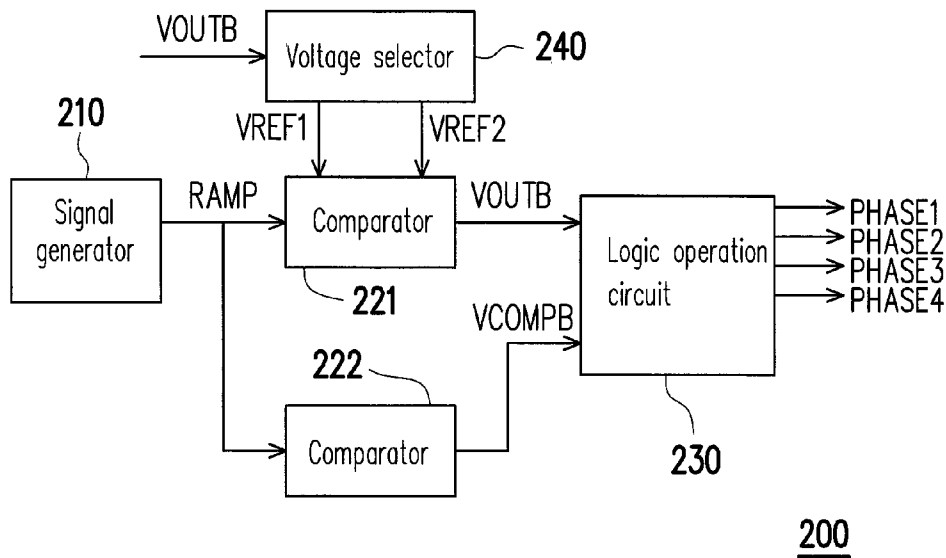 VOUTB
Voltage selector
240
210
VREF1
VREF2
Signal
generator
RAMP
Comparator
221
VOUTB
Logic operation
circuit
PHASE1
PHASE2
PHASE3
PHASE4
VCOMPB
222
Comparator
230
200